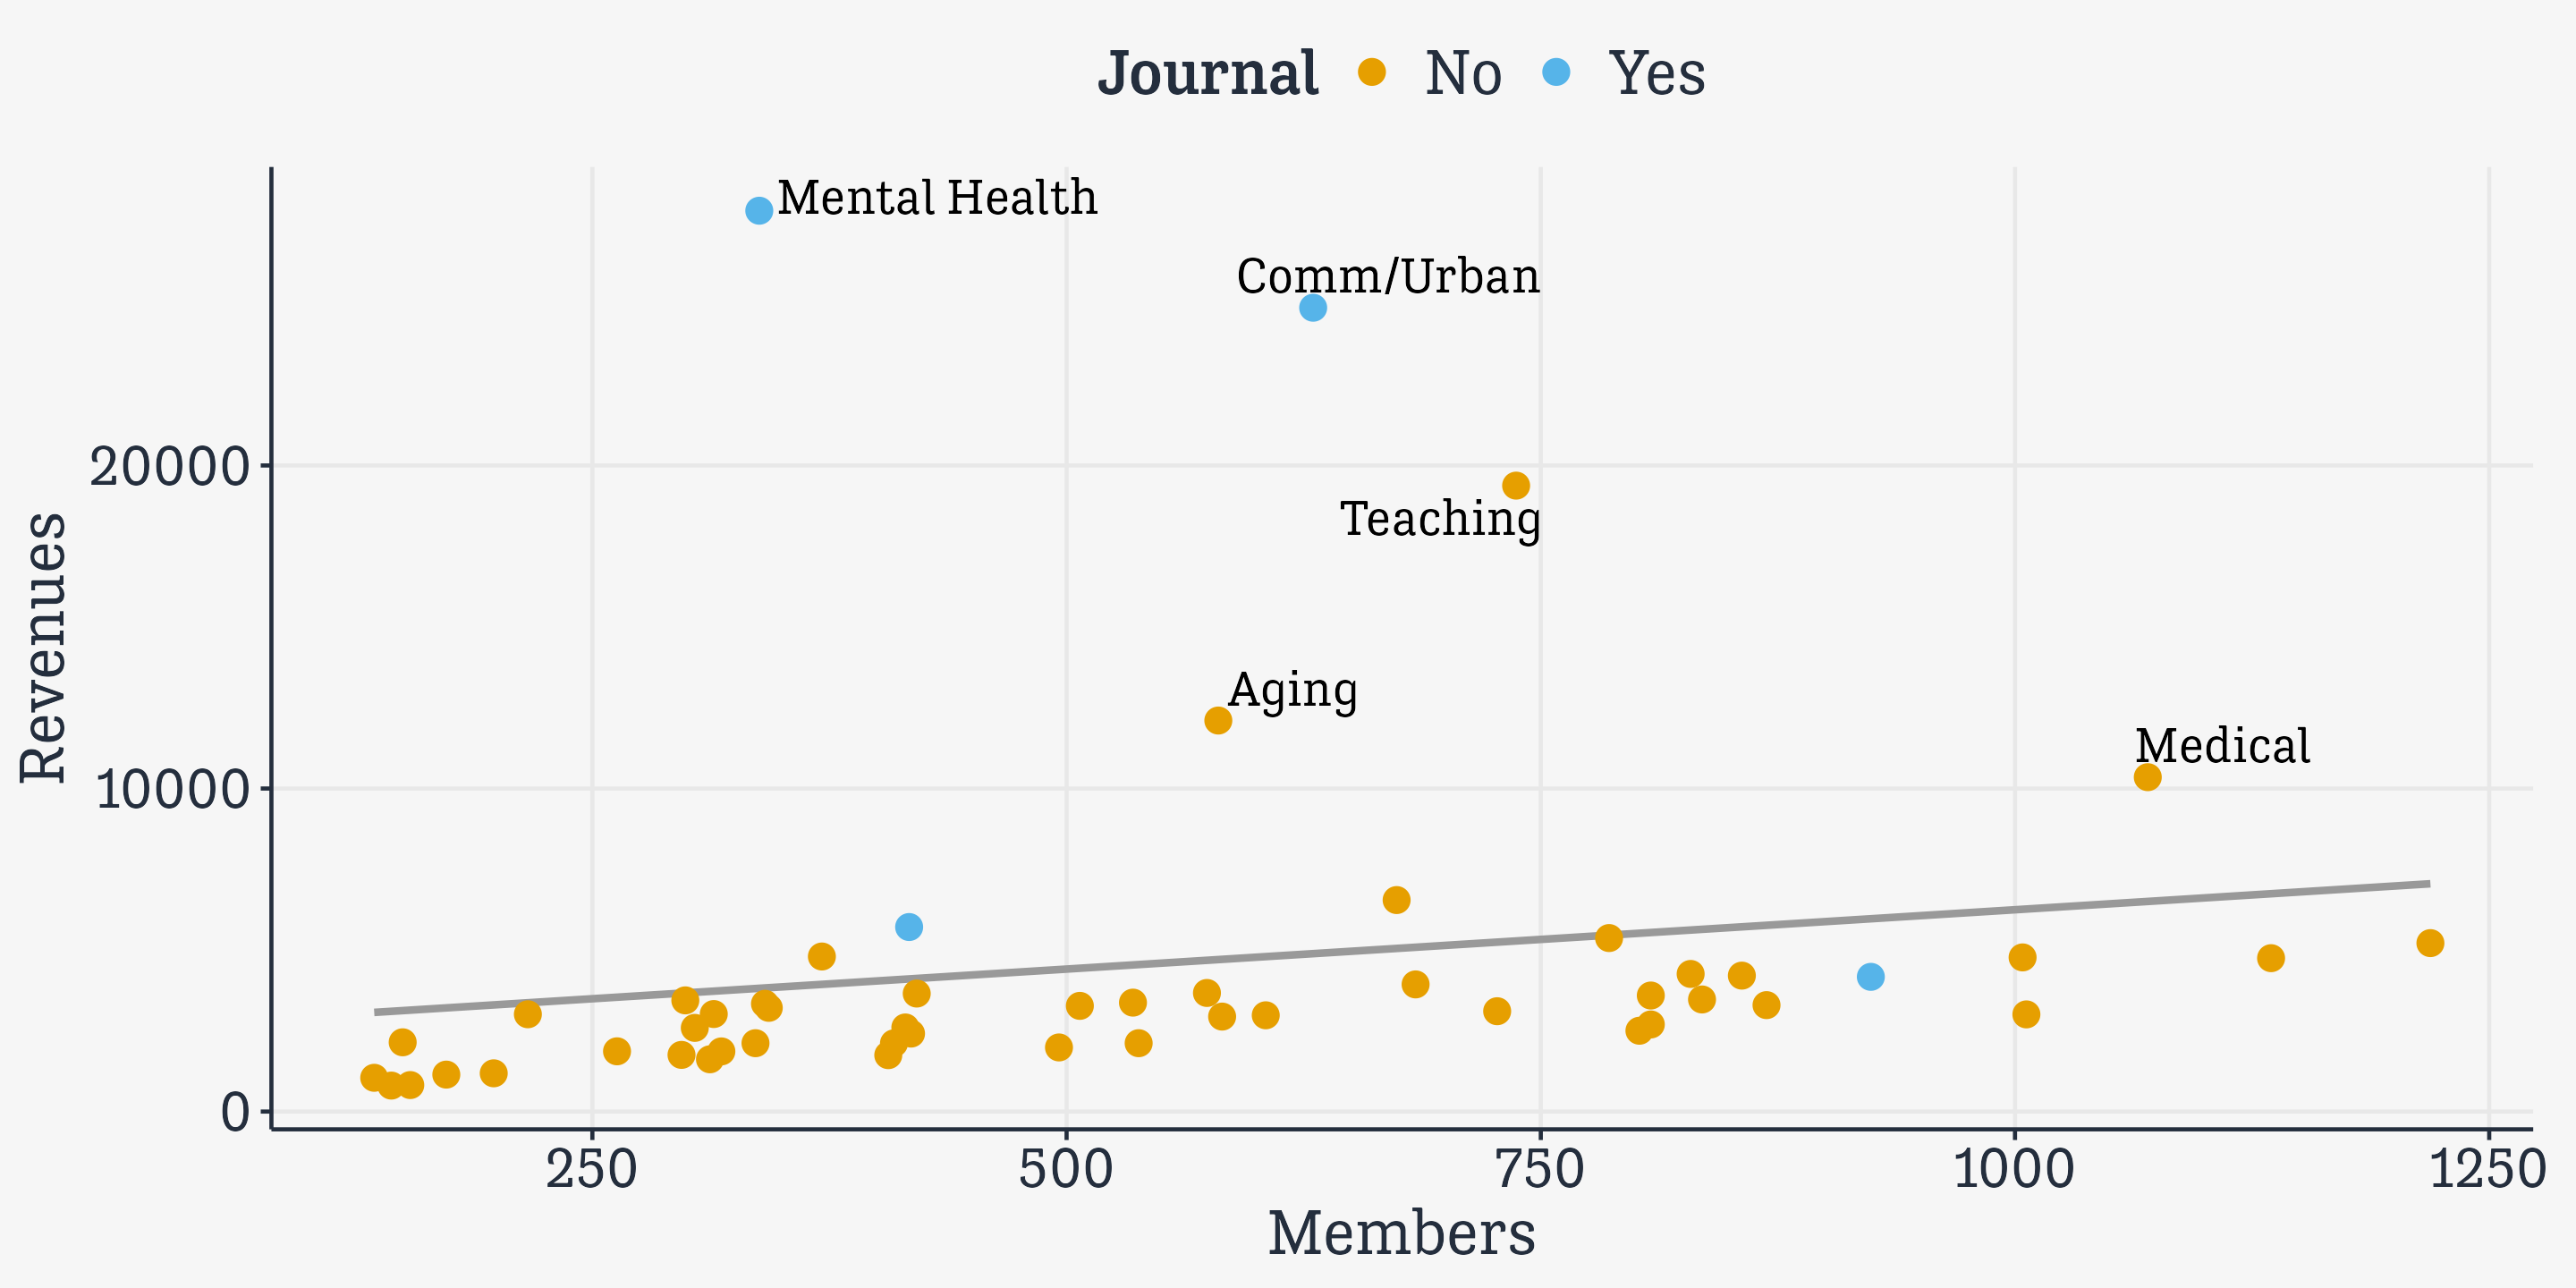 Journal No Yes
Mental Health
Comm/Urban
20000
Teaching
Aging
Medical
10000
0
Revenues
250 500 750 1000 1250
Members